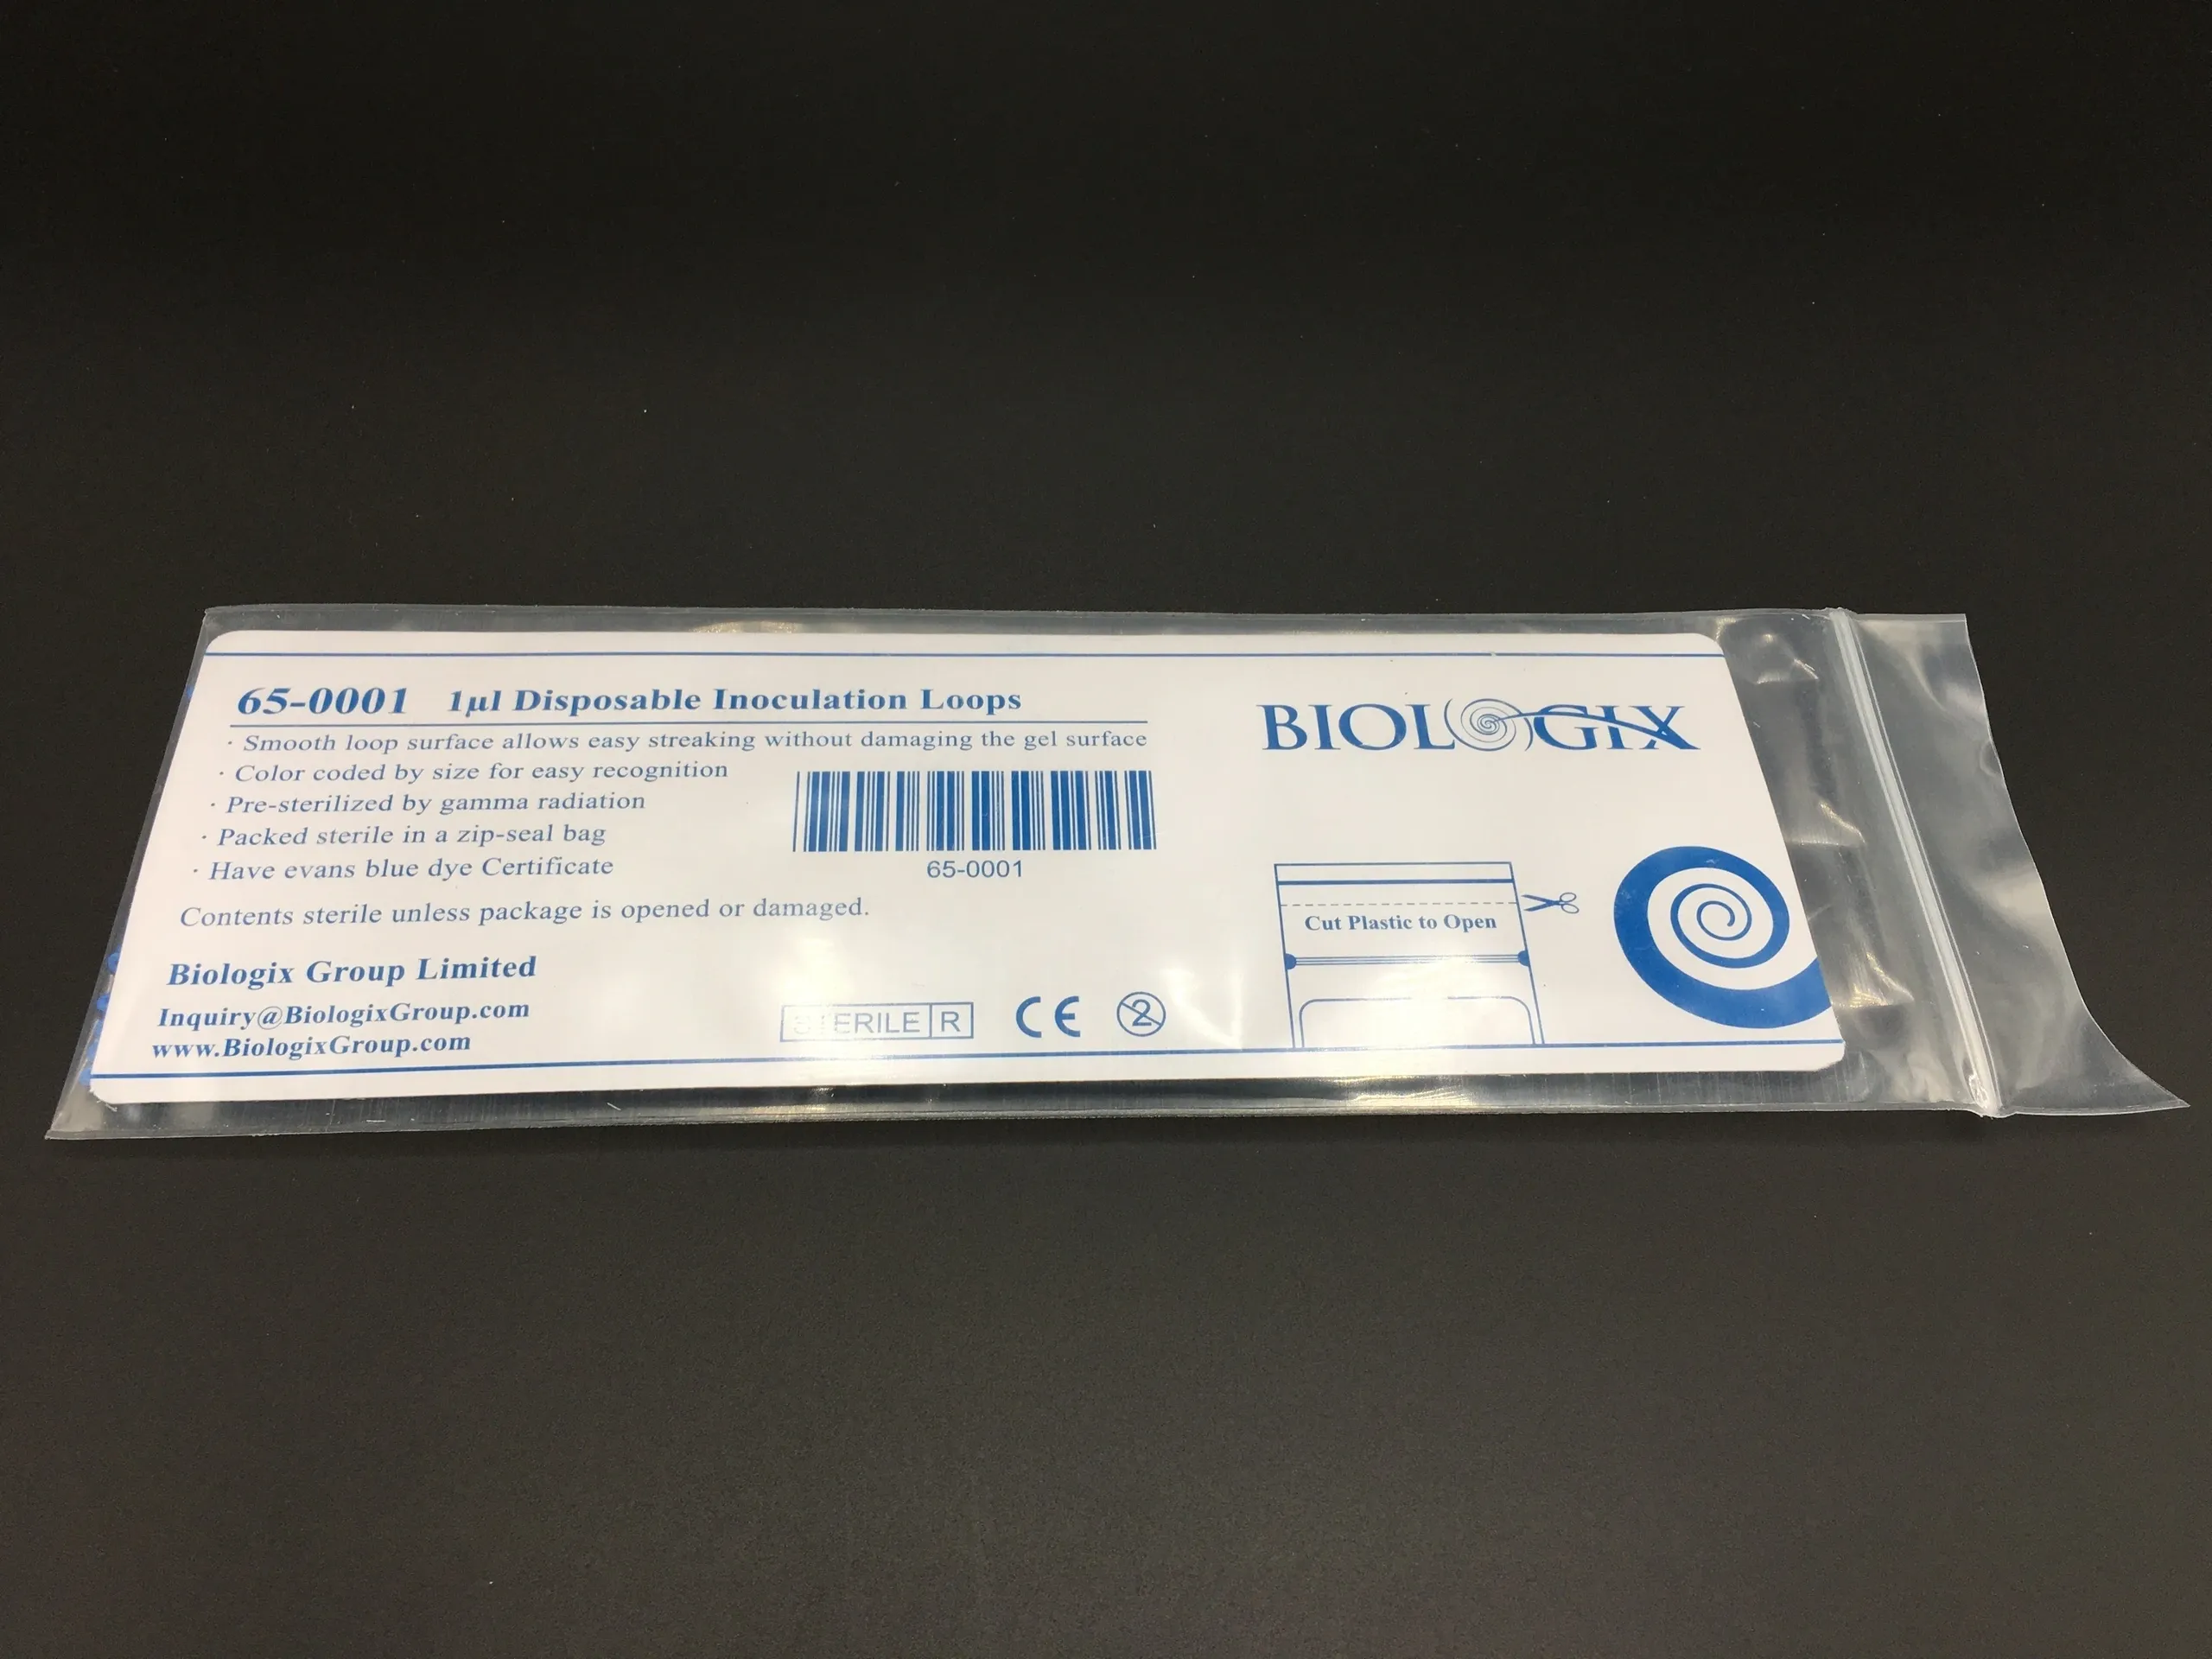 65-0001 1µl Disposable Inoculation Loops
· Smooth loop surface allows easy streaking without damaging the gel surface
· Color coded by size for easy recognition
· Pre-sterilized by gamma radiation
· Packed sterile in a zip-seal bag
· Have evans blue dye Certificate
Contents sterile unless package is opened or damaged.
65-0001
Biologix Group Limited
Inquiry@BiologixGroup.com
www.BiologixGroup.com
STERILE R
CE
2
BIOLOGIX
Cut Plastic to Open